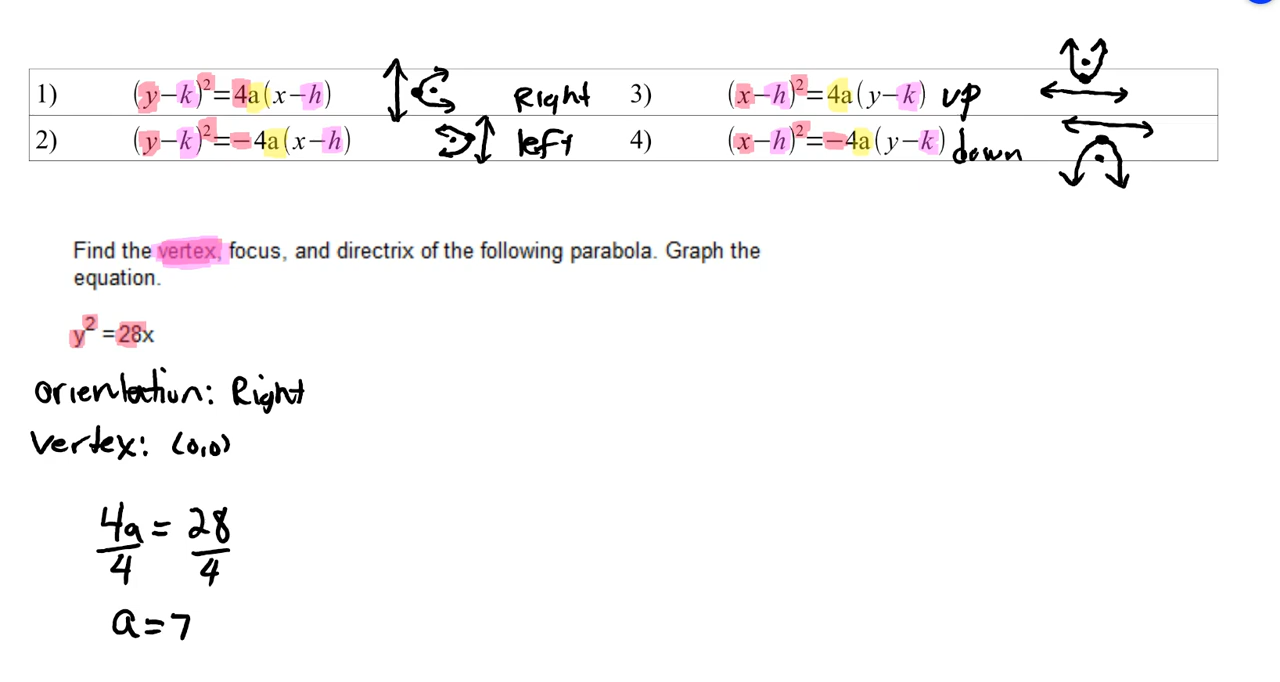 1) (y−k)²=4a(x−h) Right 3) (x−h)²=4a(y−k) up
2) (y−k)²=−4a(x−h) left 4) (x−h)²=−4a(y−k) down
Find the vertex, focus, and directrix of the following parabola. Graph the
equation.
y² = 28x
orientation: Right
vertex: (0,0)
4a = 28
4 4
a = 7